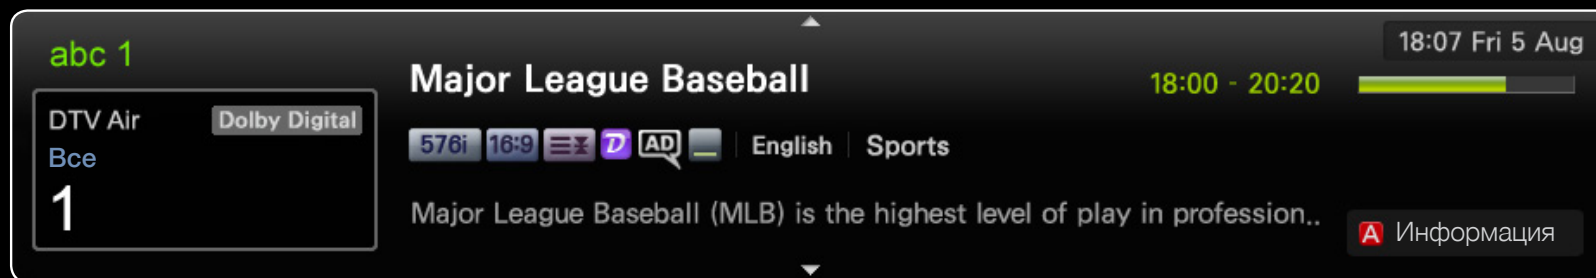 abc 1
DTV Air Dolby Digital
Все
1
Major League Baseball 18:00 - 20:20
576i 16:9 D AD English Sports
Major League Baseball (MLB) is the highest level of play in profession..
18:07 Fri 5 Aug
A Информация